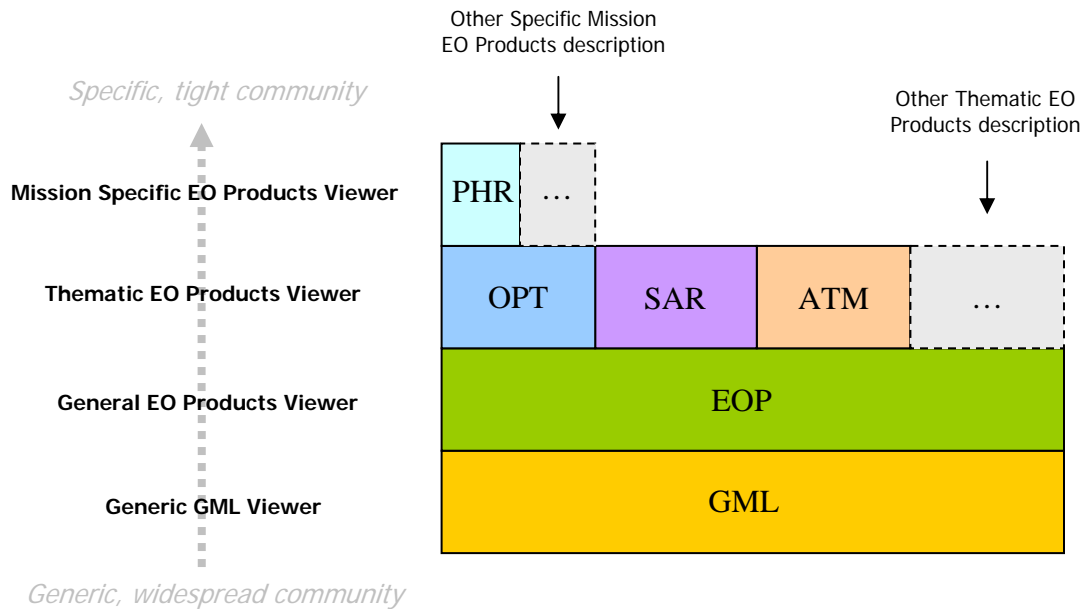 Other Specific Mission
EO Products description
Specific, tight community
Other Thematic EO
Products description
Mission Specific EO Products Viewer
PHR
...
Thematic EO Products Viewer
OPT
SAR
ATM
...
General EO Products Viewer
EOP
Generic GML Viewer
GML
Generic, widespread community